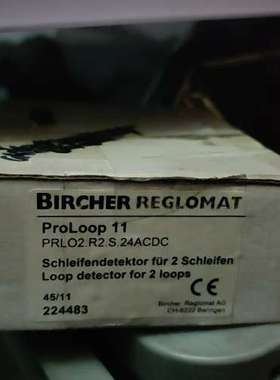 BIRCHER REGLOMAT
ProLoop 11
PRLO2.R2.S.24ACDC
Schleifendetektor für 2 Schleifen
Loop detector for 2 loops
45/11
224483
CE
Bircher Reglomat AG
CH-8222 Beringen